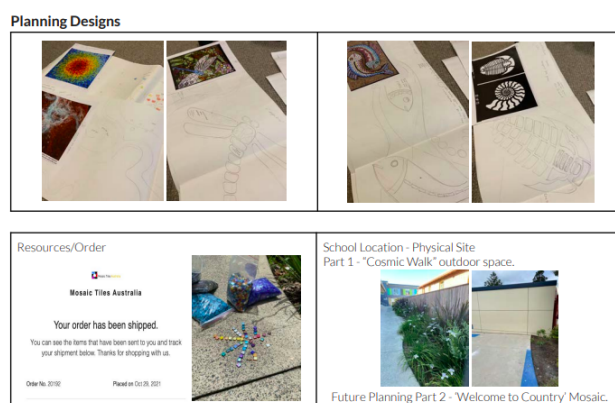 Planning Designs
Resources/Order
Mosaic Tiles Australia
Your order has been shipped.
You can see the items that have been sent to you and track
your shipment below. Thanks for shopping with us.
Order No. 20192
Placed on Oct 29, 2021
School Location - Physical Site
Part 1 - "Cosmic Walk" outdoor space.
Future Planning Part 2 - 'Welcome to Country' Mosaic.